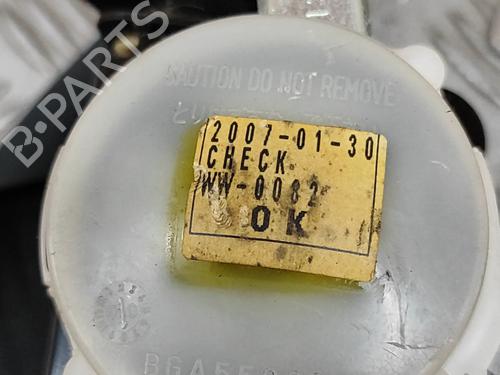 B-PARTS
CAUTION DO NOT REMOVE
2007-01-30
CHECK
WW-0082
OK